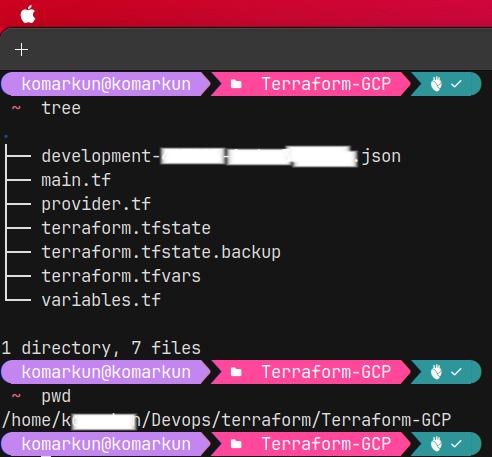 komarkun@komarkun Terraform-GCP
~ tree
.
├── development-.json
├── main.tf
├── provider.tf
├── terraform.tfstate
├── terraform.tfstate.backup
├── terraform.tfvars
└── variables.tf
1 directory, 7 files
komarkun@komarkun Terraform-GCP
~ pwd
/home/k n/Devops/terraform/Terraform-GCP
komarkun@komarkun Terraform-GCP